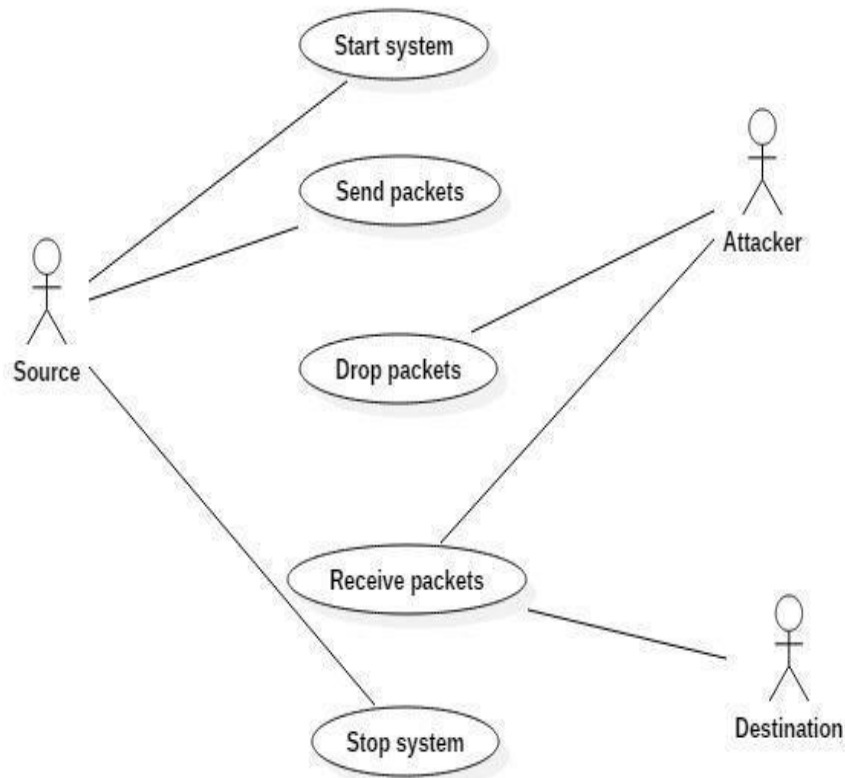 Start system
Send packets
Attacker
Source
Drop packets
Receive packets
Destination
Stop system